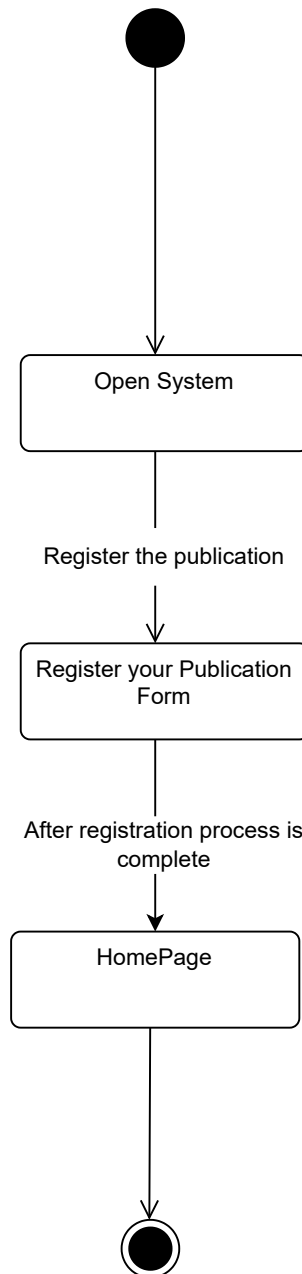 Open System
Register the publication
Register your Publication
Form
After registration process is
complete
HomePage